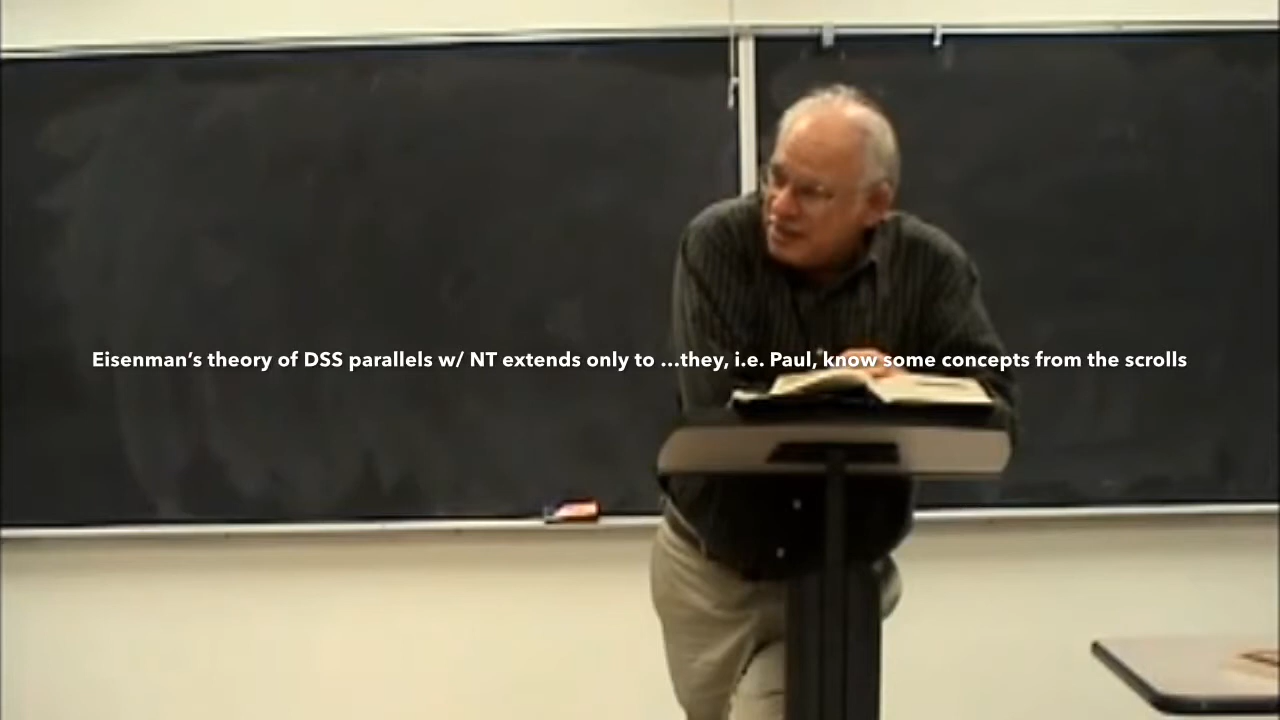 Eisenman’s theory of DSS parallels w/ NT extends only to …they, i.e. Paul, know some concepts from the scrolls